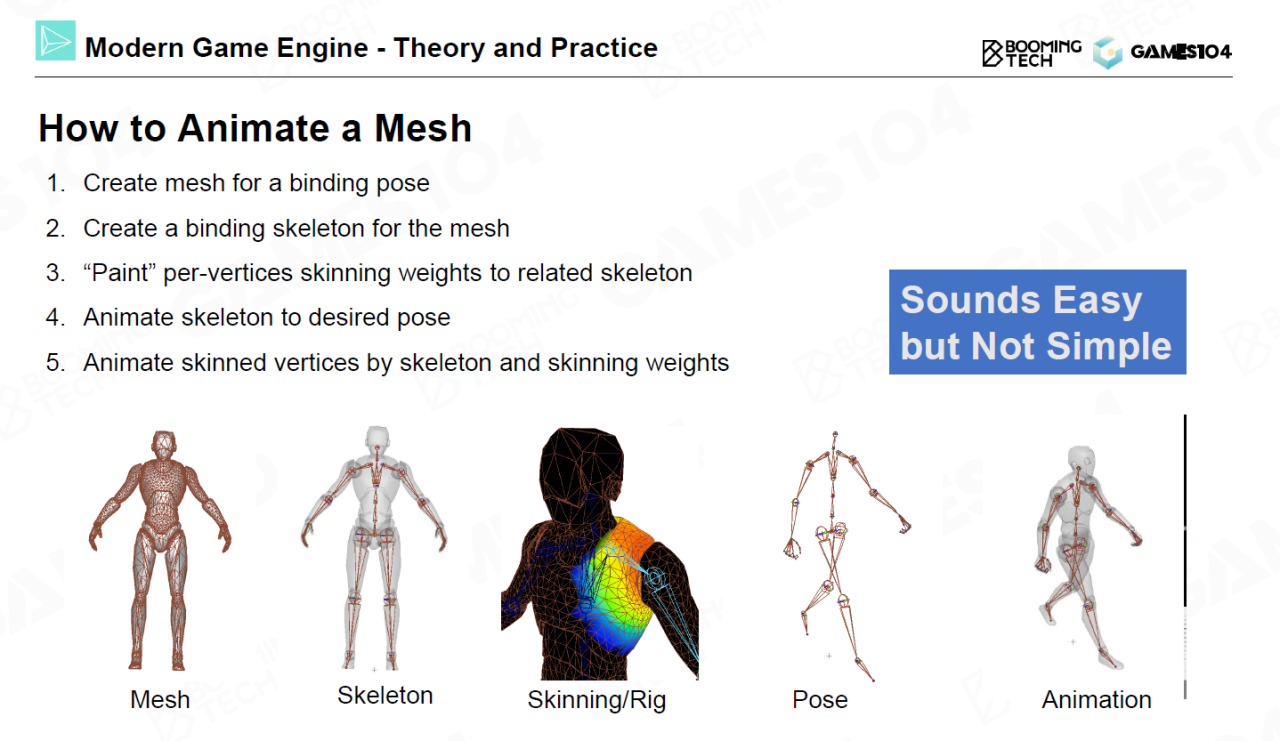 Modern Game Engine - Theory and Practice
BOOMING
TECH
GAMES104
How to Animate a Mesh
1. Create mesh for a binding pose
2. Create a binding skeleton for the mesh
3. “Paint” per-vertices skinning weights to related skeleton
4. Animate skeleton to desired pose
5. Animate skinned vertices by skeleton and skinning weights
Sounds Easy
but Not Simple
Mesh
Skeleton
Skinning/Rig
Pose
Animation